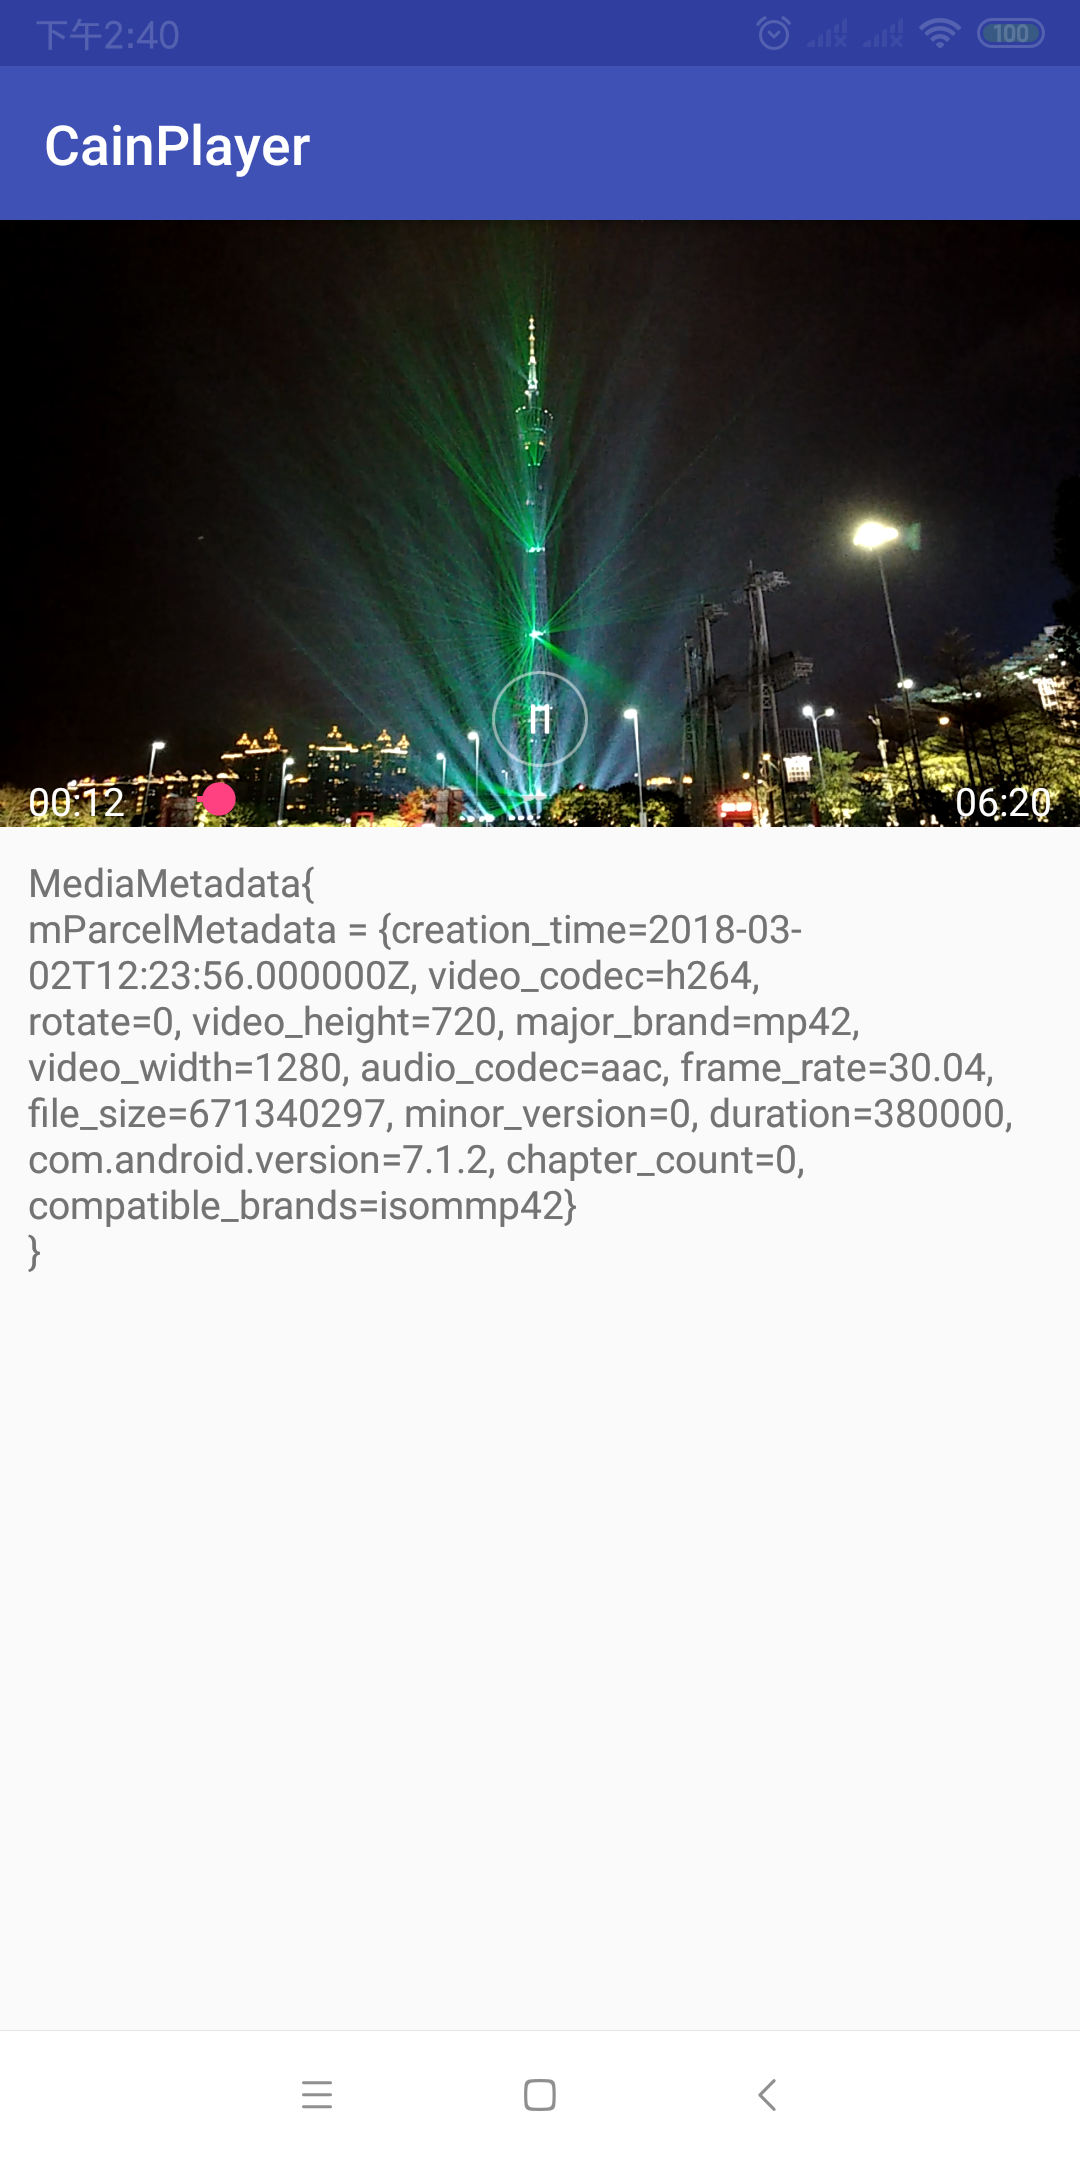 下午2:40
100
CainPlayer
00:12
06:20
MediaMetadata{
mParcelMetadata = {creation_time=2018-03-
02T12:23:56.000000Z, video_codec=h264,
rotate=0, video_height=720, major_brand=mp42,
video_width=1280, audio_codec=aac, frame_rate=30.04,
file_size=671340297, minor_version=0, duration=380000,
com.android.version=7.1.2, chapter_count=0,
compatible_brands=isommp42}
}